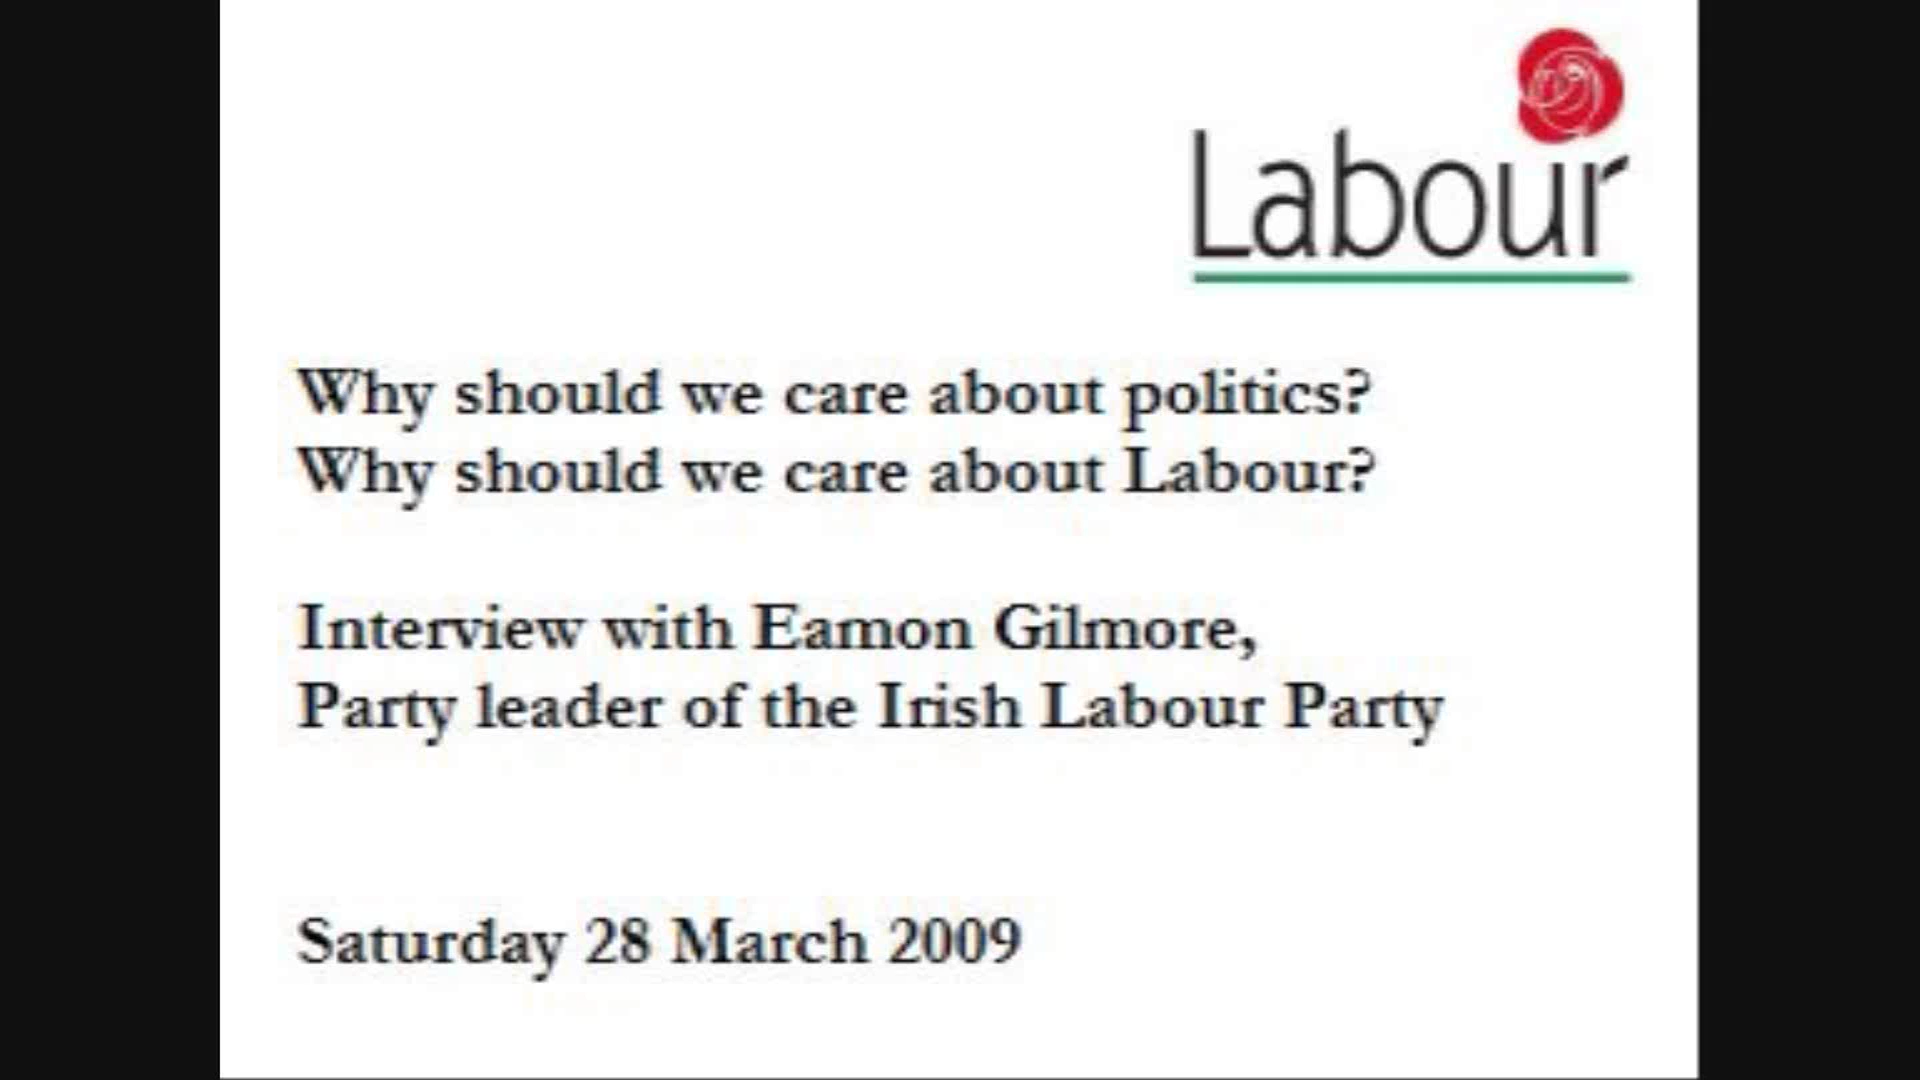 Labour
Why should we care about politics?
Why should we care about Labour?
Interview with Eamon Gilmore,
Party leader of the Irish Labour Party
Saturday 28 March 2009